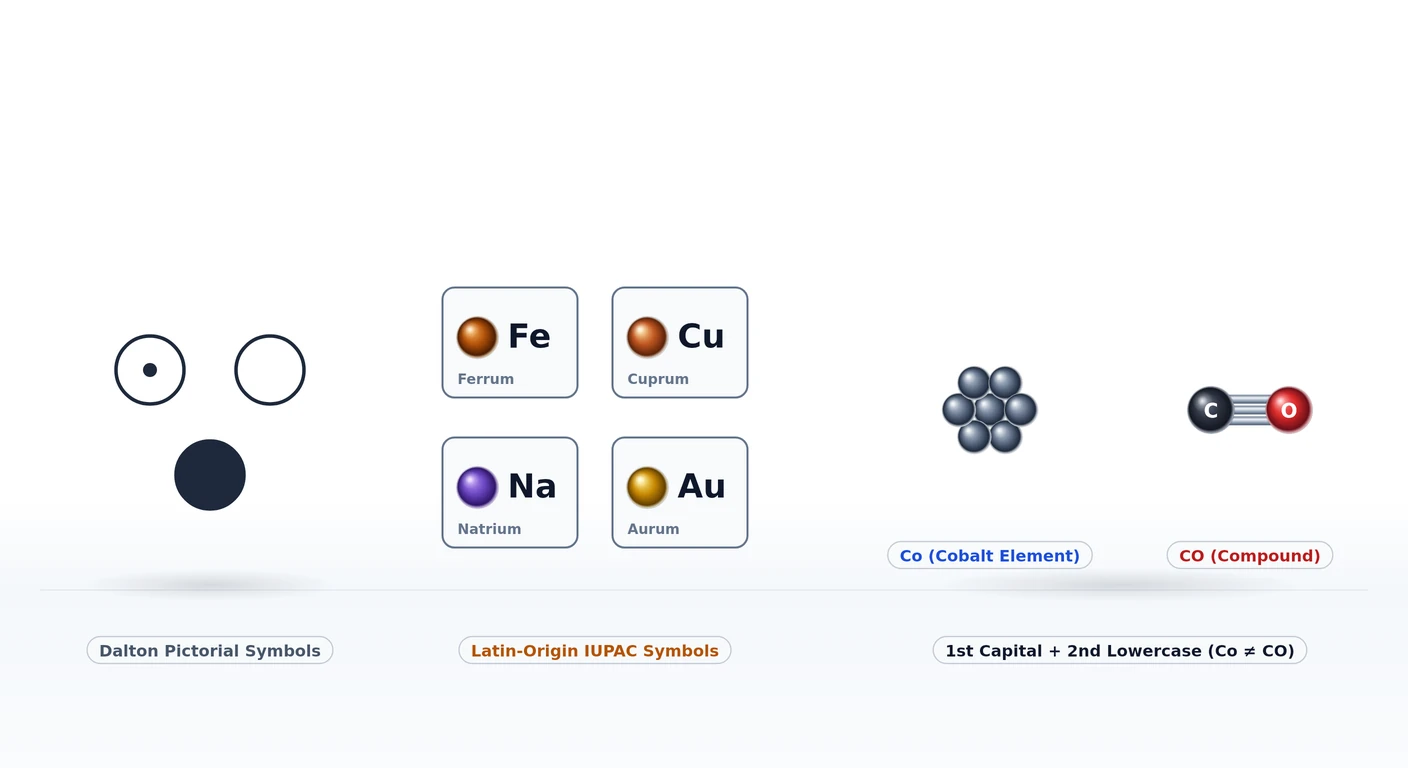 Fe
Ferrum
Cu
Cuprum
Na
Natrium
Au
Aurum
C
O
Co (Cobalt Element)
CO (Compound)
Dalton Pictorial Symbols
Latin-Origin IUPAC Symbols
1st Capital + 2nd Lowercase (Co ≠ CO)